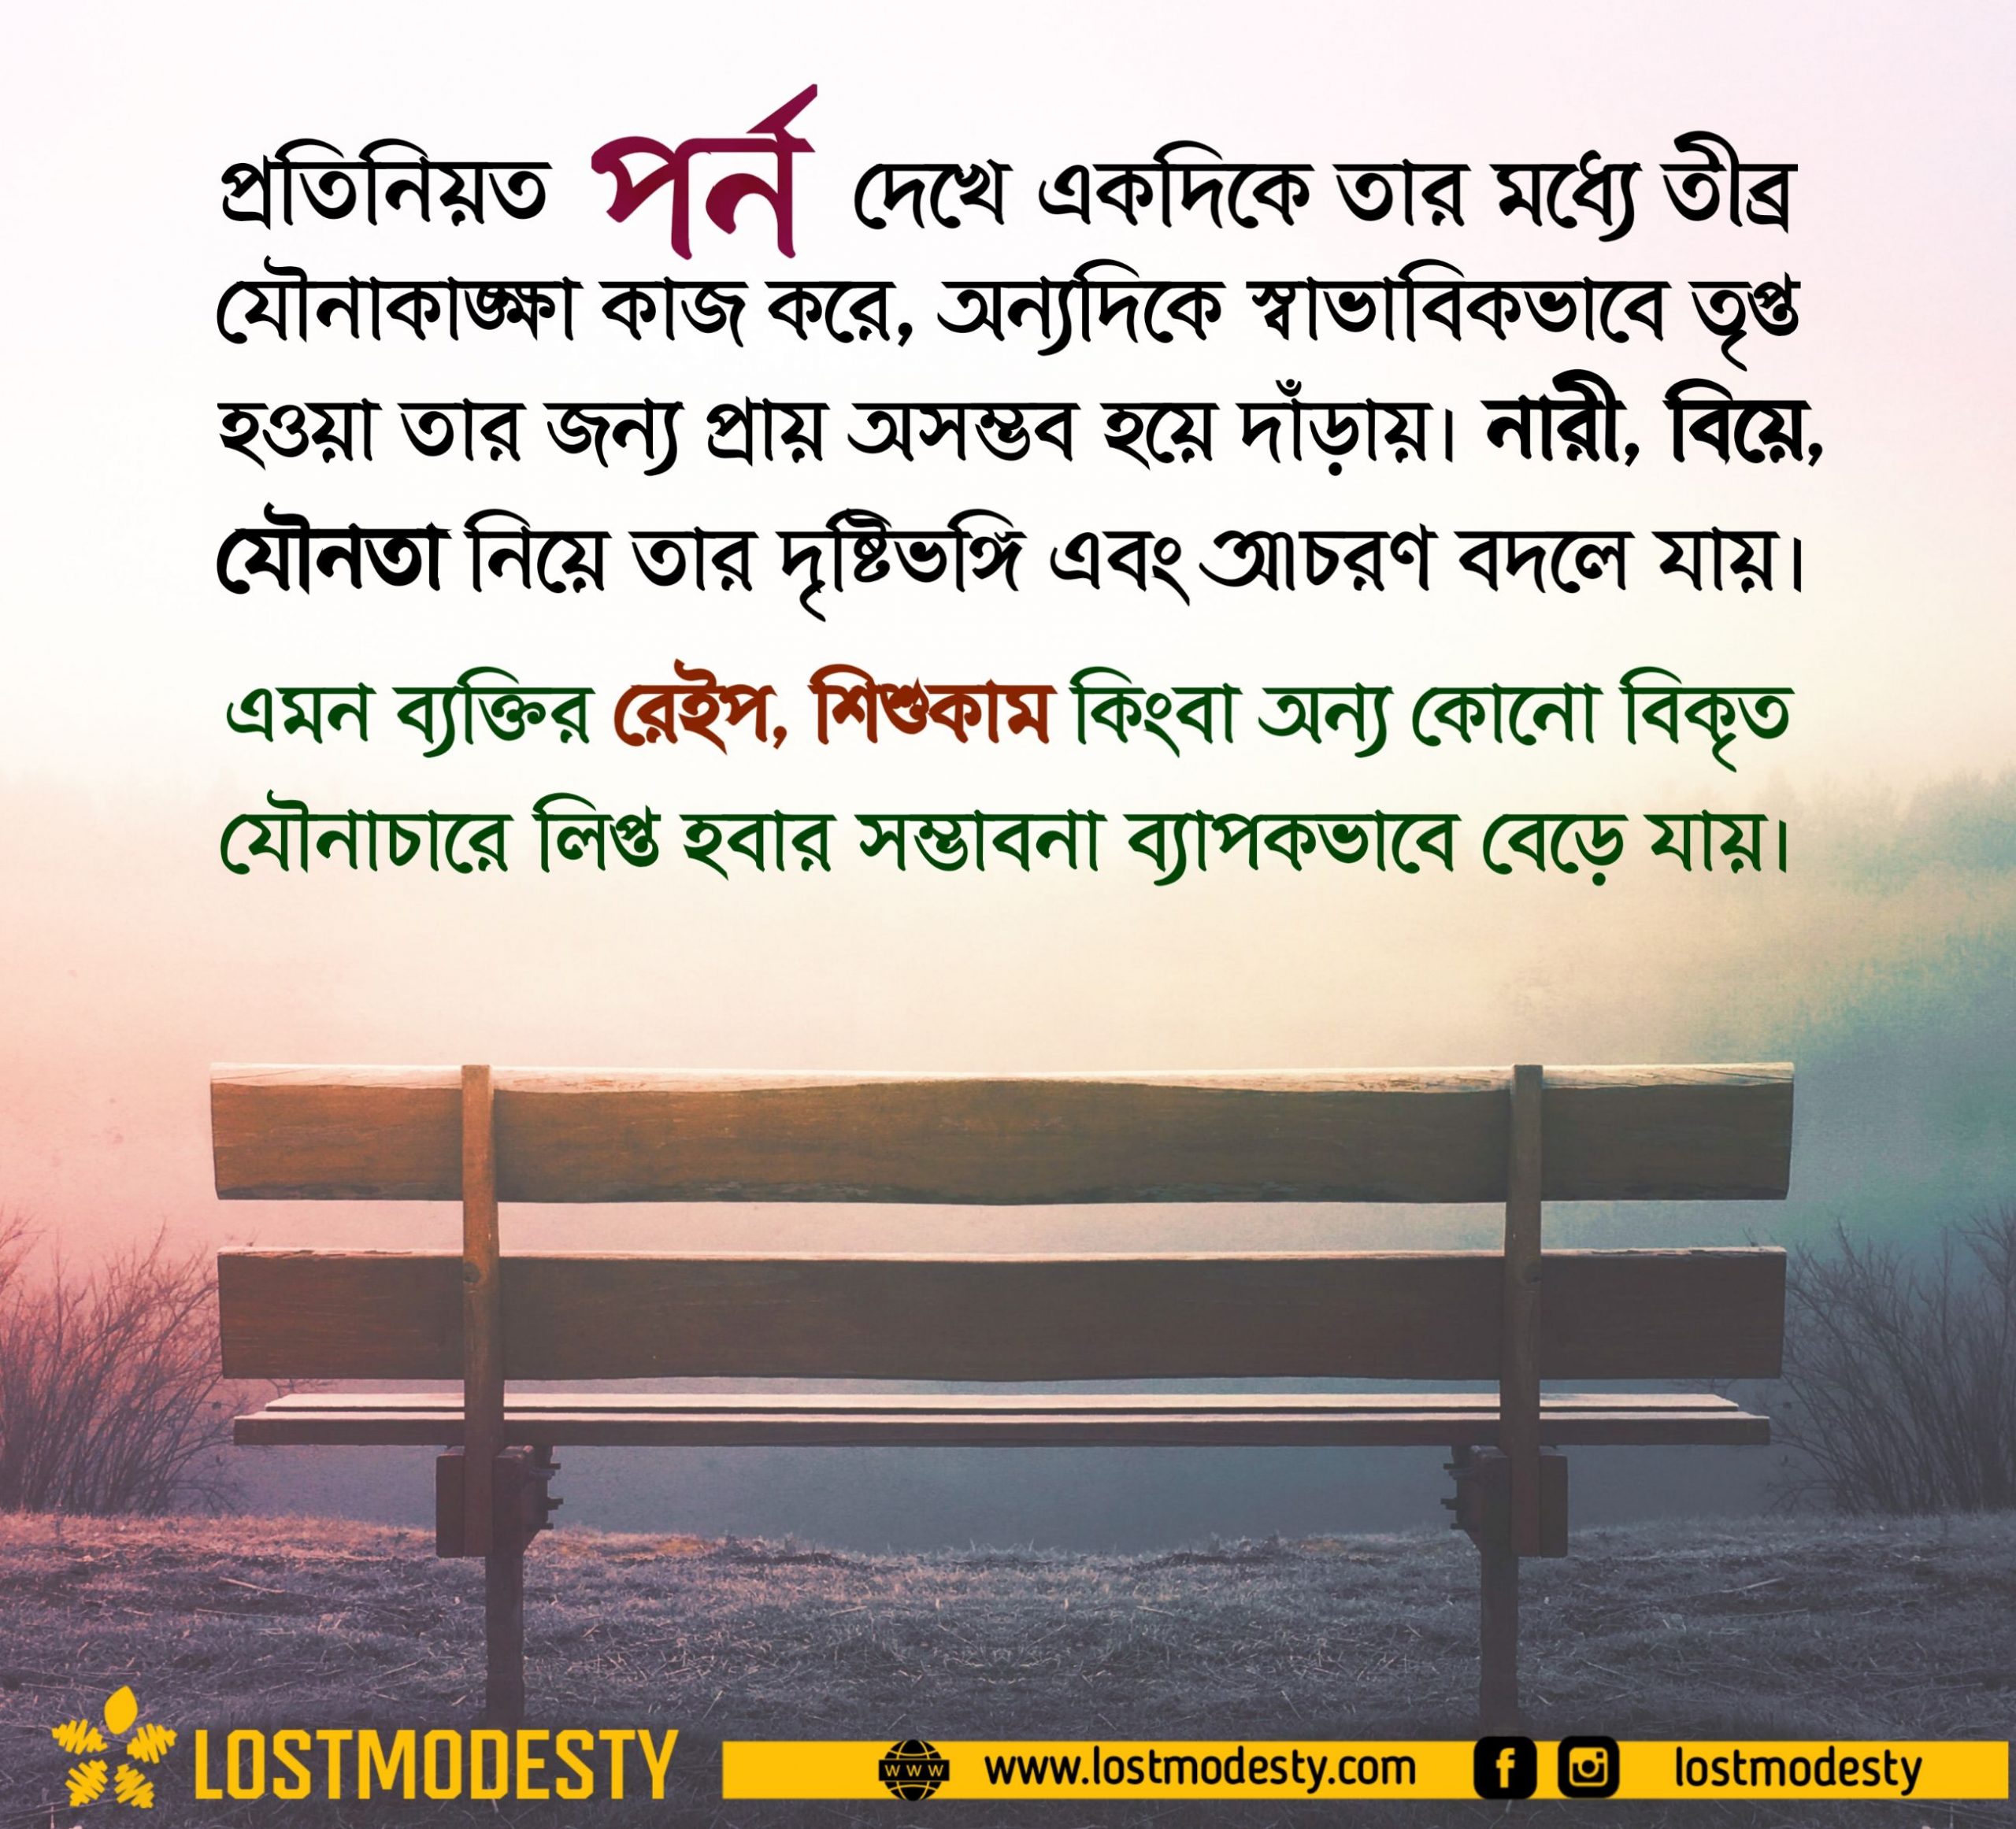 প্রতিনিয়ত পর্ন দেখে একদিকে তার মধ্যে তীব্র
যৌনাকাঙ্ক্ষা কাজ করে, অন্যদিকে স্বাভাবিকভাবে তৃপ্ত
হওয়া তার জন্য প্রায় অসম্ভব হয়ে দাঁড়ায়। নারী, বিয়ে,
যৌনতা নিয়ে তার দৃষ্টিভঙ্গি এবং আচরণ বদলে যায়।
এমন ব্যক্তির রেইপ, শিশুকাম কিংবা অন্য কোনো বিকৃত
যৌনাচারে লিপ্ত হবার সম্ভাবনা ব্যাপকভাবে বেড়ে যায়।
LOSTMODESTY www www.lostmodesty.com f lostmodesty